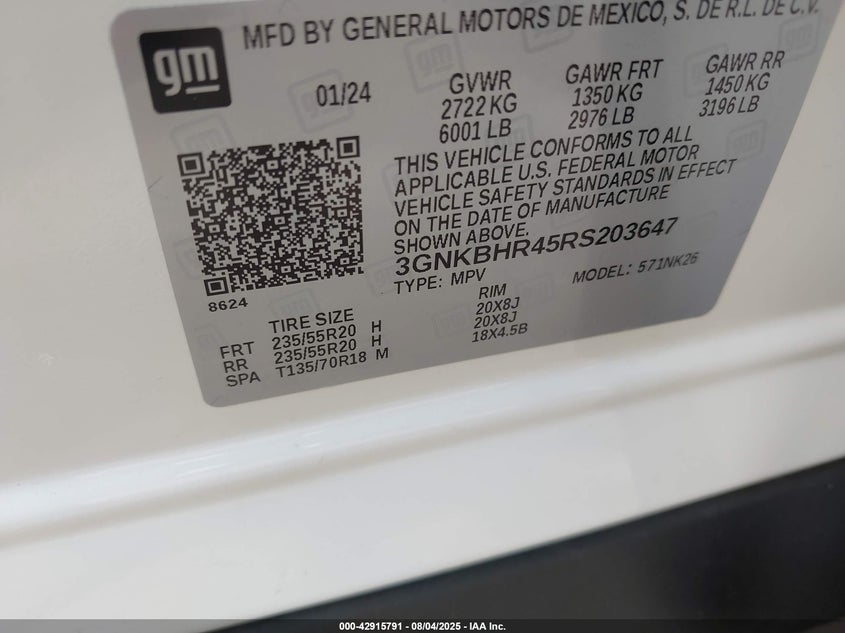 gm
MFD BY GENERAL MOTORS DE MEXICO, S. DE R.L. DE C.V.
01/24
GVWR GAWR FRT GAWR RR
2722 KG 1350 KG 1450 KG
6001 LB 2976 LB 3196 LB
THIS VEHICLE CONFORMS TO ALL
APPLICABLE U.S. FEDERAL MOTOR
VEHICLE SAFETY STANDARDS IN EFFECT
ON THE DATE OF MANUFACTURE
SHOWN ABOVE.
3GNKBHR45RS203647
TYPE: MPV MODEL: 571NK26
8624
TIRE SIZE RIM
FRT 235/55R20 H 20X8J
RR 235/55R20 H 20X8J
SPA T135/70R18 M 18X4.5B
000-42915791 - 08/04/2025 - IAA Inc.